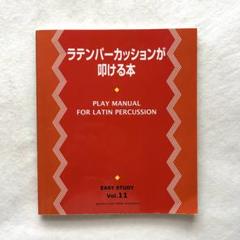 ラテンパーカッションが
叩ける本
PLAY MANUAL
FOR LATIN PERCUSSION
EASY STUDY
Vol.11